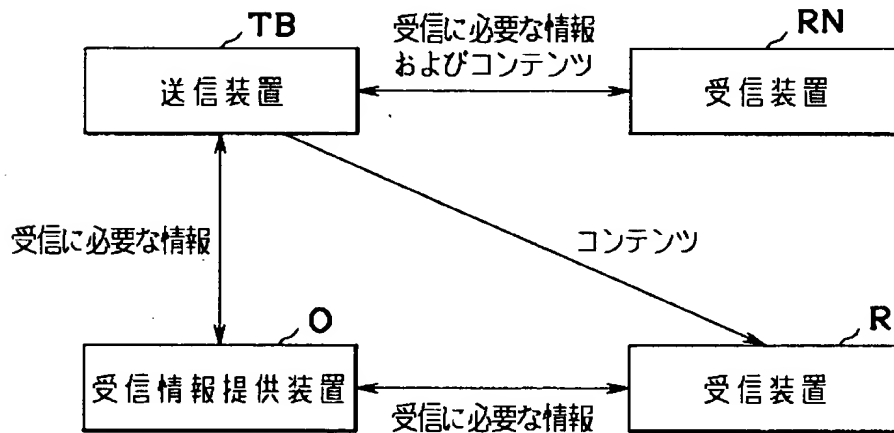 TB
受信に必要な情報
およびコンテンツ
RN
送信装置
受信装置
受信に必要な情報
コンテンツ
O
R
受信情報提供装置
受信に必要な情報
受信装置